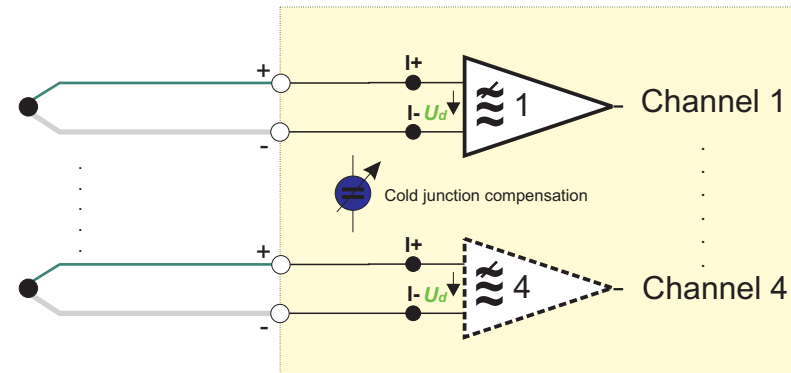 + I+
1 Channel 1
- I- Ud
Cold junction compensation
+ I+
4 Channel 4
- I- Ud